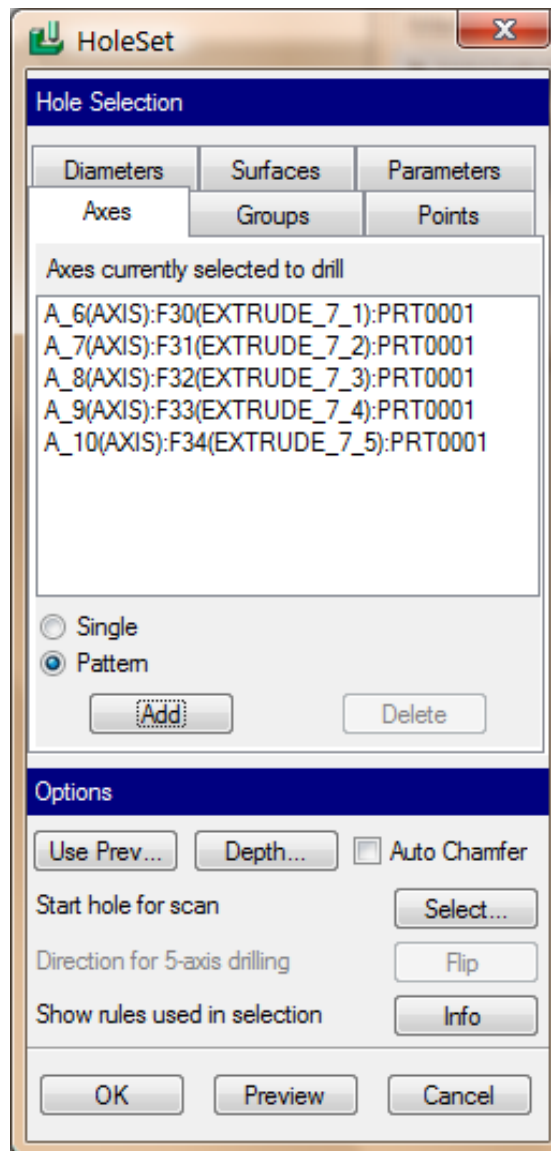 HoleSet
Hole Selection
Diameters Surfaces Parameters
Axes Groups Points
Axes currently selected to drill
A_6(AXIS):F30(EXTRUDE_7_1):PRT0001
A_7(AXIS):F31(EXTRUDE_7_2):PRT0001
A_8(AXIS):F32(EXTRUDE_7_3):PRT0001
A_9(AXIS):F33(EXTRUDE_7_4):PRT0001
A_10(AXIS):F34(EXTRUDE_7_5):PRT0001
Single
Pattern
Add Delete
Options
Use Prev... Depth... Auto Chamfer
Start hole for scan Select...
Direction for 5-axis drilling Flip
Show rules used in selection Info
OK Preview Cancel